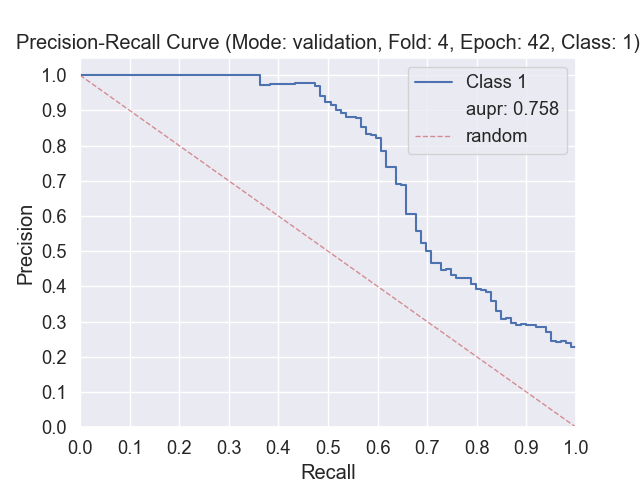 Precision-Recall Curve (Mode: validation, Fold: 4, Epoch: 42, Class: 1)
1.0
0.9
0.8
0.7
0.6
0.5
0.4
0.3
0.2
0.1
0.0
Precision
Class 1
aupr: 0.758
random
0.0 0.1 0.2 0.3 0.4 0.5 0.6 0.7 0.8 0.9 1.0
Recall